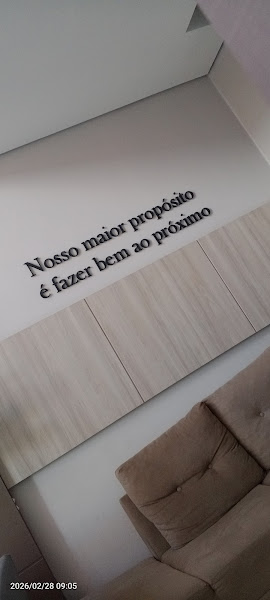 Nosso maior propósito
é fazer bem ao próximo
2026/02/28 09:05